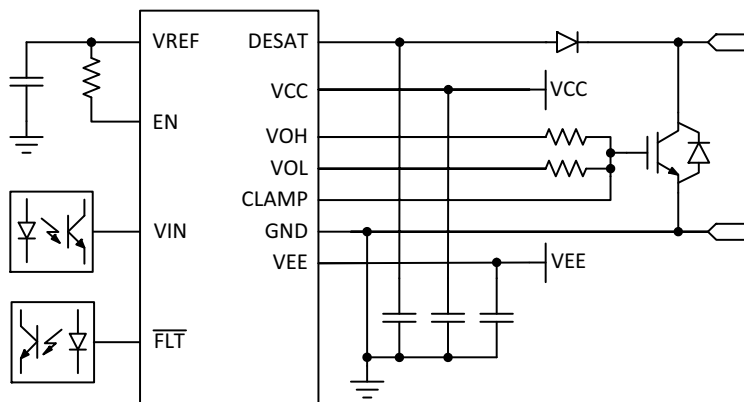 VREF
DESAT
VCC
VCC
EN
VOH
VOL
CLAMP
VIN
GND
VEE
VEE
FLT